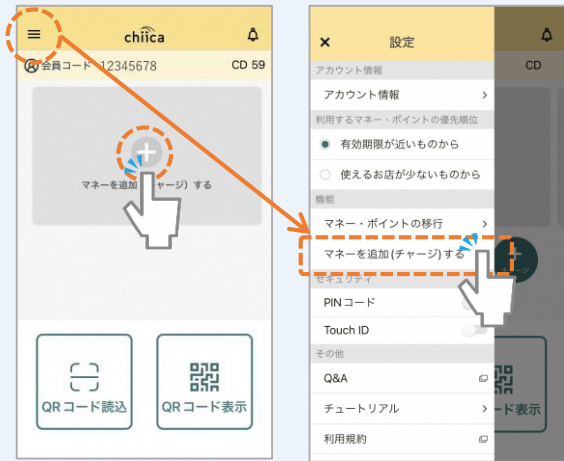 chiica
会員コード 12345678 CD 59
マネーを追加(チャージ)する
QRコード読込
QRコード表示
設定
CD
アカウント情報
アカウント情報
利用するマネー・ポイントの優先順位
有効期限が近いものから
使えるお店が少ないものから
機能
マネー・ポイントの移行
マネーを追加(チャージ)する
セキュリティ
PINコード
Touch ID
その他
Q&A
チュートリアル
ード表示
利用規約